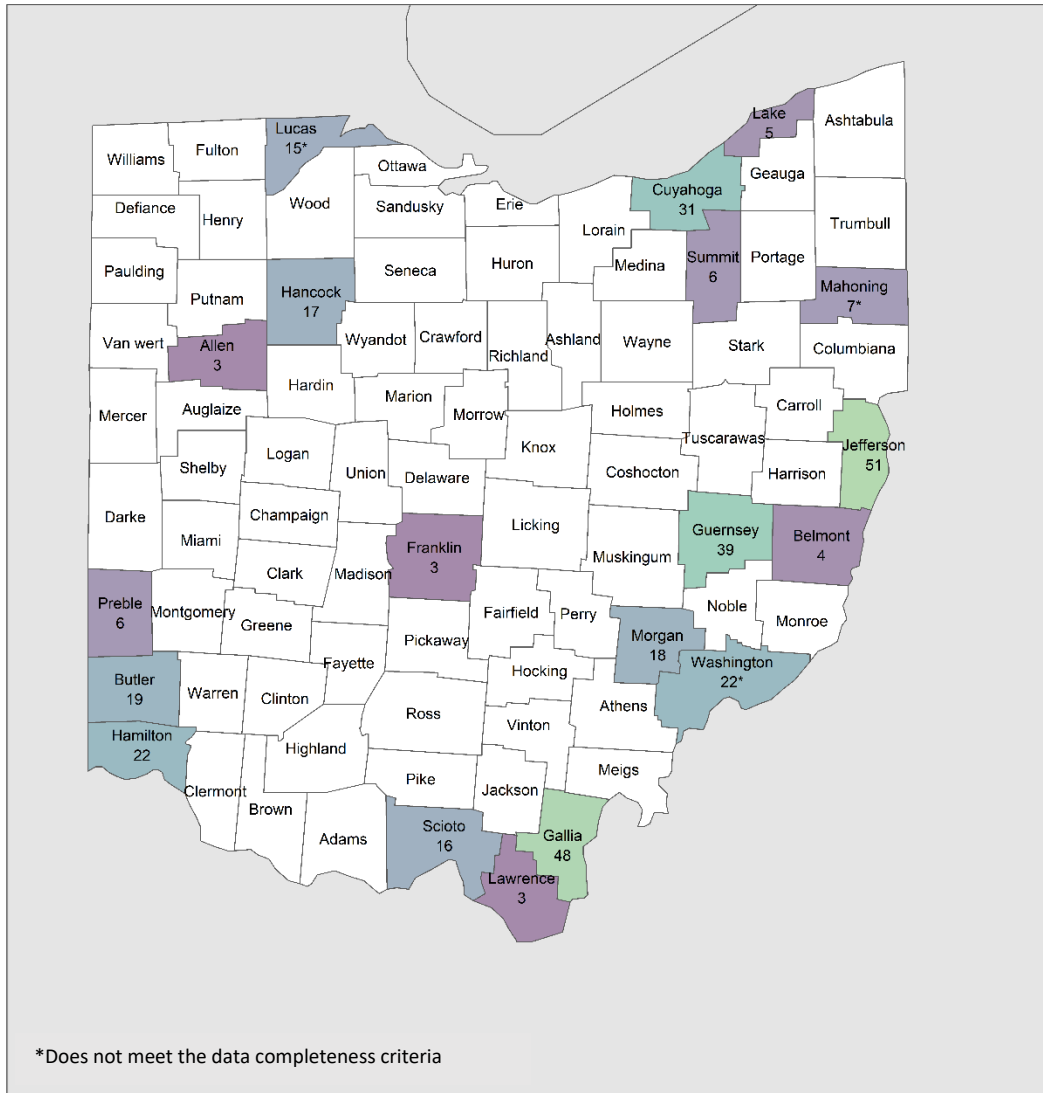 Lake
5
Ashtabula
Lucas
15*
Fulton
Williams
Ottawa
Geauga
Cuyahoga
31
Wood
Sandusky
Erie
Defiance
Henry
Lorain
Trumbull
Summit
6
Portage
Medina
Huron
Seneca
Paulding
Mahoning
7*
Hancock
17
Putnam
Van wert
Allen
3
Wyandot
Crawford
Ashland
Wayne
Stark
Columbiana
Richland
Hardin
Marion
Mercer
Auglaize
Morrow
Holmes
Carroll
Tuscarawas
Jefferson
51
Knox
Logan
Shelby
Union
Delaware
Coshocton
Harrison
Darke
Champaign
Licking
Guernsey
39
Belmont
4
Miami
Franklin
3
Muskingum
Clark
Madison
Preble
6
Montgomery
Greene
Fairfield
Perry
Noble
Monroe
Pickaway
Morgan
18
Washington
22*
Fayette
Hocking
Butler
19
Warren
Clinton
Ross
Athens
Vinton
Hamilton
22
Highland
Meigs
Pike
Jackson
Clermont
Brown
Adams
Scioto
16
Gallia
48
Lawrence
3
*Does not meet the data completeness criteria